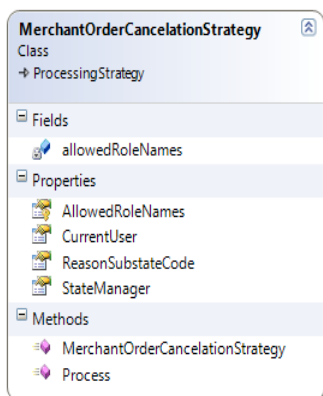 MerchantOrderCancelationStrategy
Class
ProcessingStrategy
Fields
allowedRoleNames
Properties
AllowedRoleNames
CurrentUser
ReasonSubstateCode
StateManager
Methods
MerchantOrderCancelationStrategy
Process